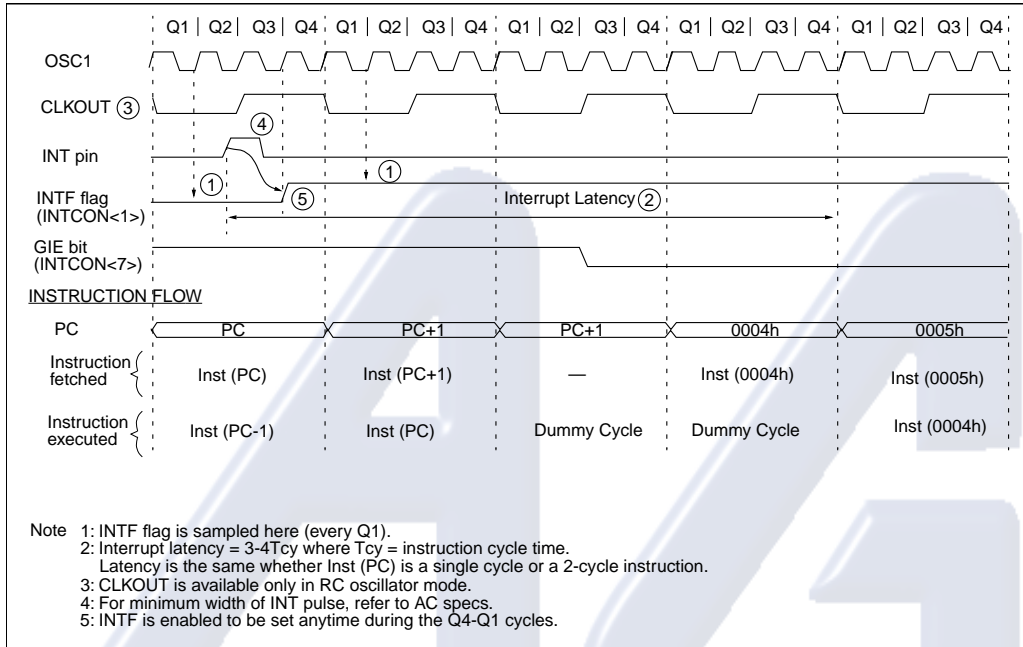 Q1 | Q2 | Q3 | Q4 Q1 | Q2 | Q3 | Q4 Q1 | Q2 | Q3 | Q4 Q1 | Q2 | Q3 | Q4 Q1 | Q2 | Q3 | Q4
OSC1
CLKOUT 3
4
INT pin
1 1
INTF flag
(INTCON<1>)
5 Interrupt Latency 2
GIE bit
(INTCON<7>)
INSTRUCTION FLOW
PC PC PC+1 PC+1 0004h 0005h
Instruction
fetched
Inst (PC) Inst (PC+1) — Inst (0004h) Inst (0005h)
Instruction
executed
Inst (PC-1) Inst (PC) Dummy Cycle Dummy Cycle Inst (0004h)
Note 1: INTF flag is sampled here (every Q1).
2: Interrupt latency = 3-4Tcy where Tcy = instruction cycle time.
Latency is the same whether Inst (PC) is a single cycle or a 2-cycle instruction.
3: CLKOUT is available only in RC oscillator mode.
4: For minimum width of INT pulse, refer to AC specs.
5: INTF is enabled to be set anytime during the Q4-Q1 cycles.